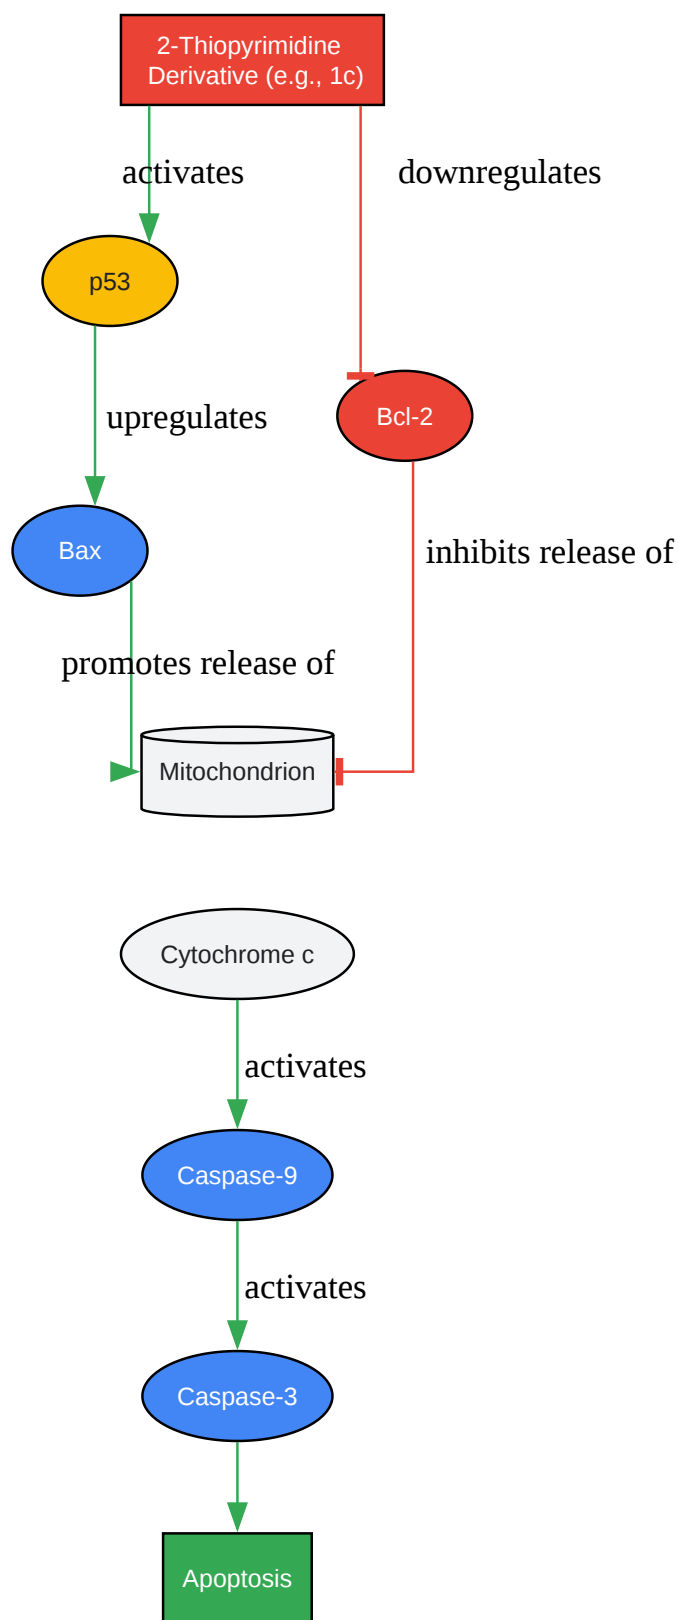 2-Thiopyrimidine
Derivative (e.g., 1c)
activates
downregulates
p53
upregulates
Bcl-2
Bax
inhibits release of
promotes release of
Mitochondrion
Cytochrome c
activates
Caspase-9
activates
Caspase-3
Apoptosis